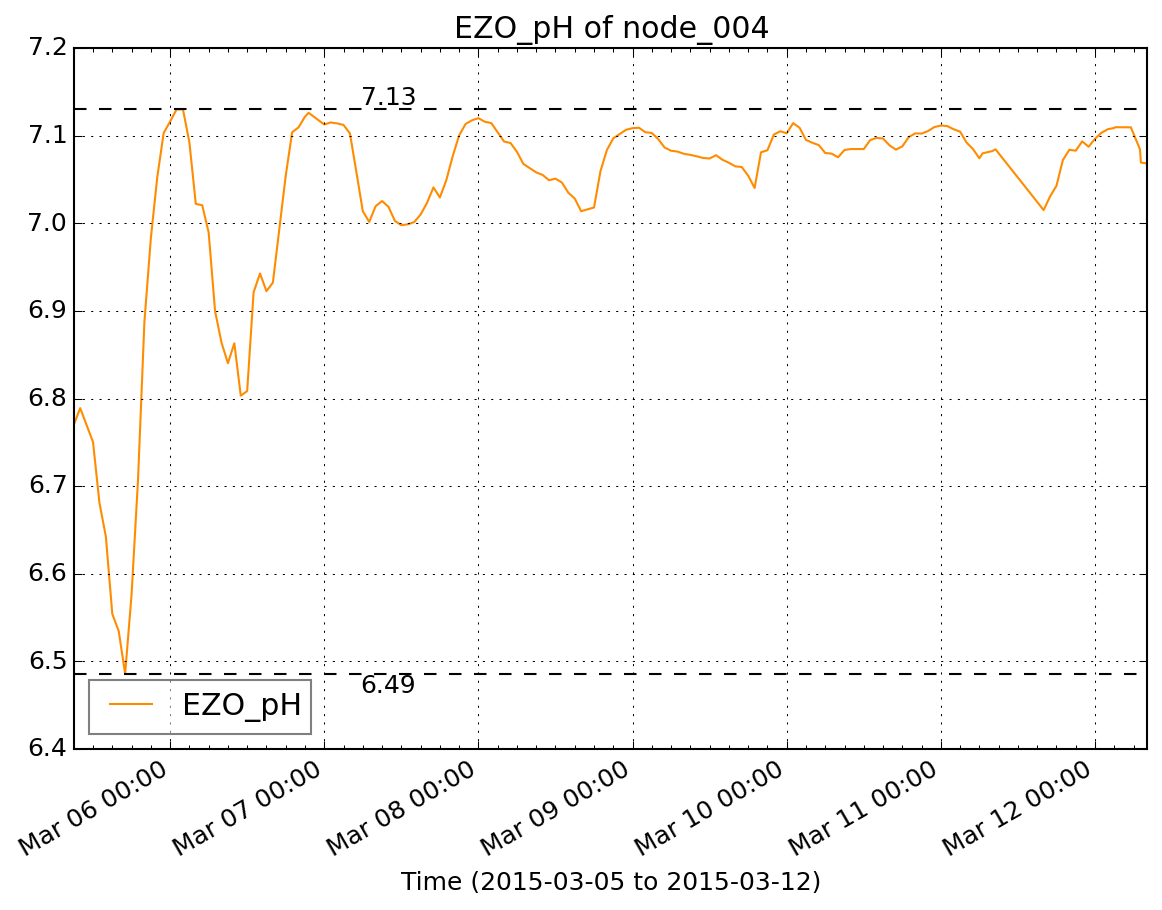 EZO_pH of node_004
7.2
7.1
7.0
6.9
6.8
6.7
6.6
6.5
6.4
7.13
6.49
EZO_pH
Mar 06 00:00
Mar 07 00:00
Mar 08 00:00
Mar 09 00:00
Mar 10 00:00
Mar 11 00:00
Mar 12 00:00
Time (2015-03-05 to 2015-03-12)